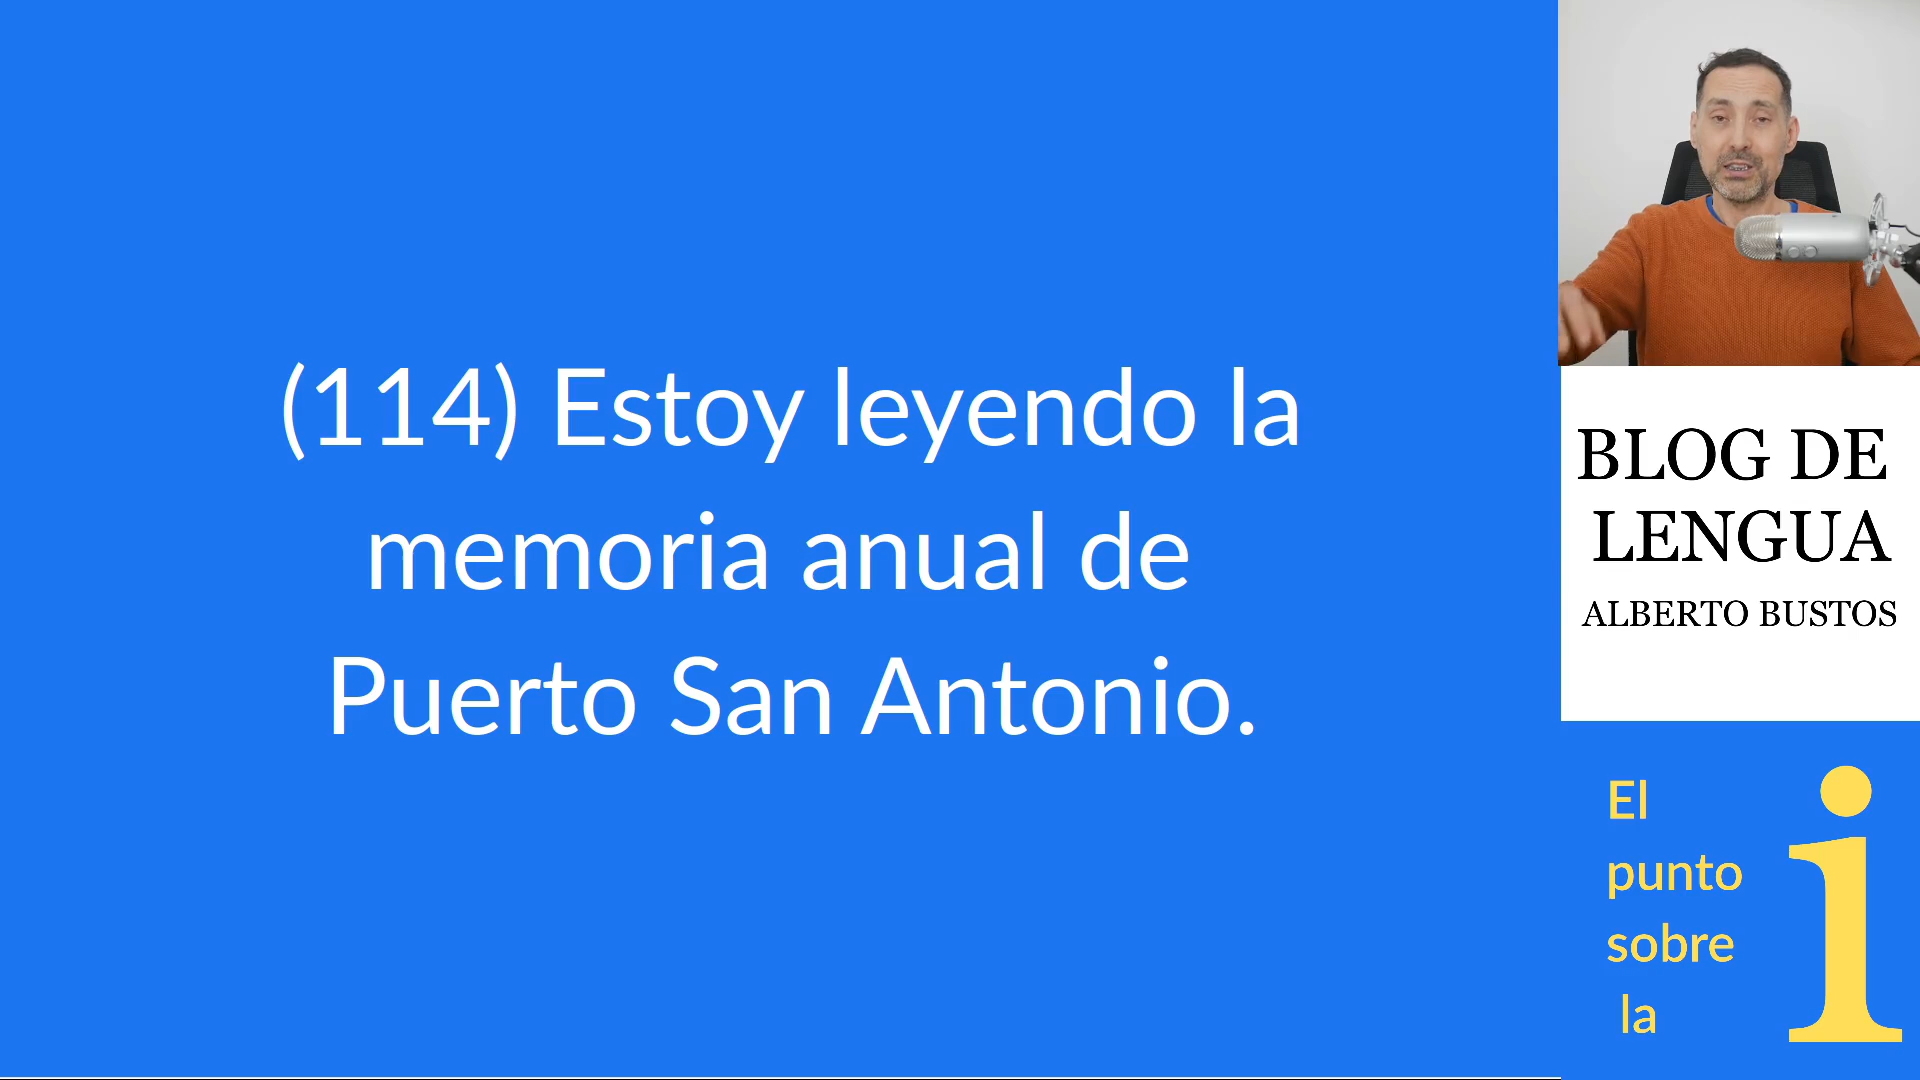 (114) Estoy leyendo la
memoria anual de
Puerto San Antonio.
BLOG DE
LENGUA
ALBERTO BUSTOS
El
punto
sobre
la
i